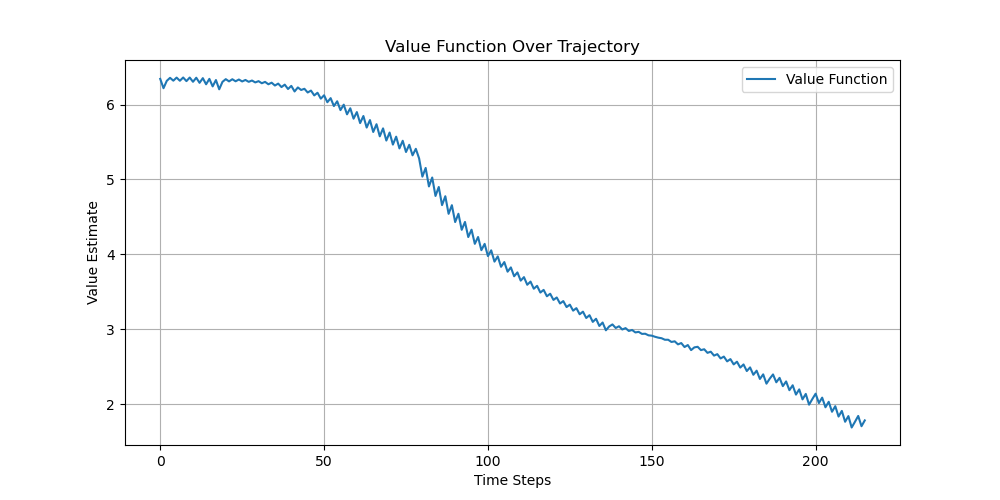 Value Function Over Trajectory
Value Function
Value Estimate
6
5
4
3
2
0 50 100 150 200
Time Steps